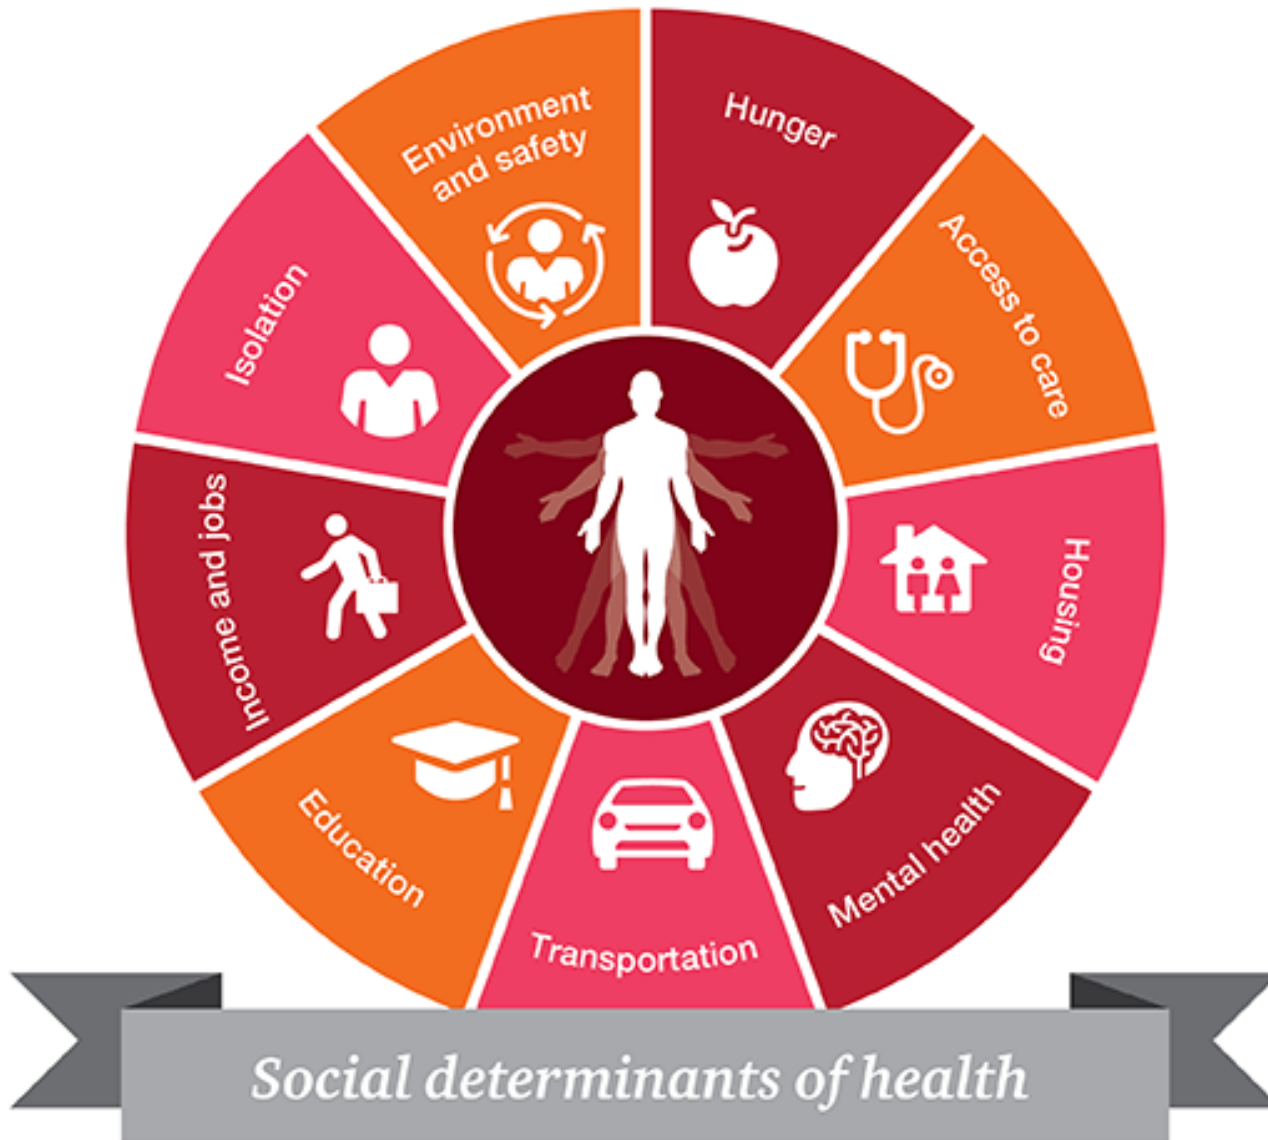 Environment
and safety
Hunger
Access to care
Housing
Mental health
Transportation
Education
Income and jobs
Isolation
Social determinants of health